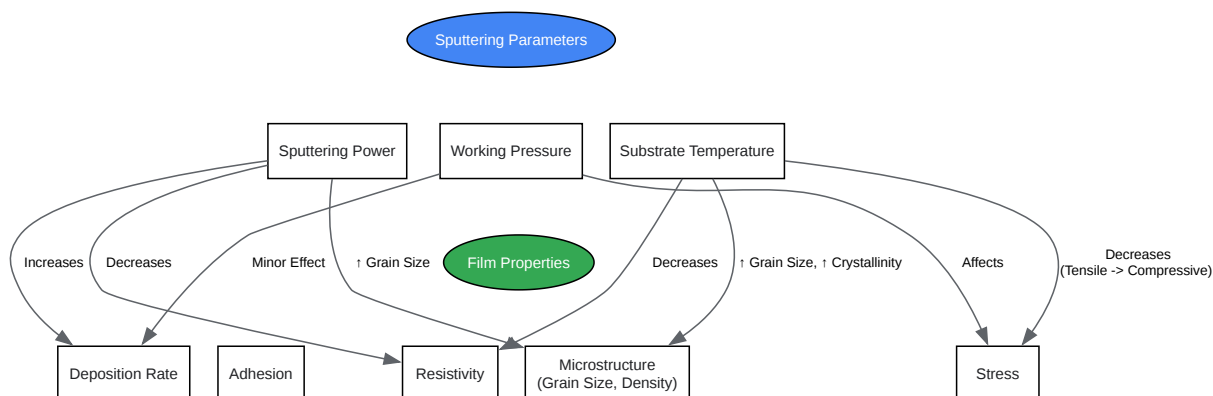 Sputtering Parameters
Sputtering Power
Working Pressure
Substrate Temperature
Increases
Decreases
Minor Effect
↑ Grain Size
Film Properties
Decreases
↑ Grain Size, ↑ Crystallinity
Affects
Decreases
(Tensile -> Compressive)
Deposition Rate
Adhesion
Resistivity
Microstructure
(Grain Size, Density)
Stress